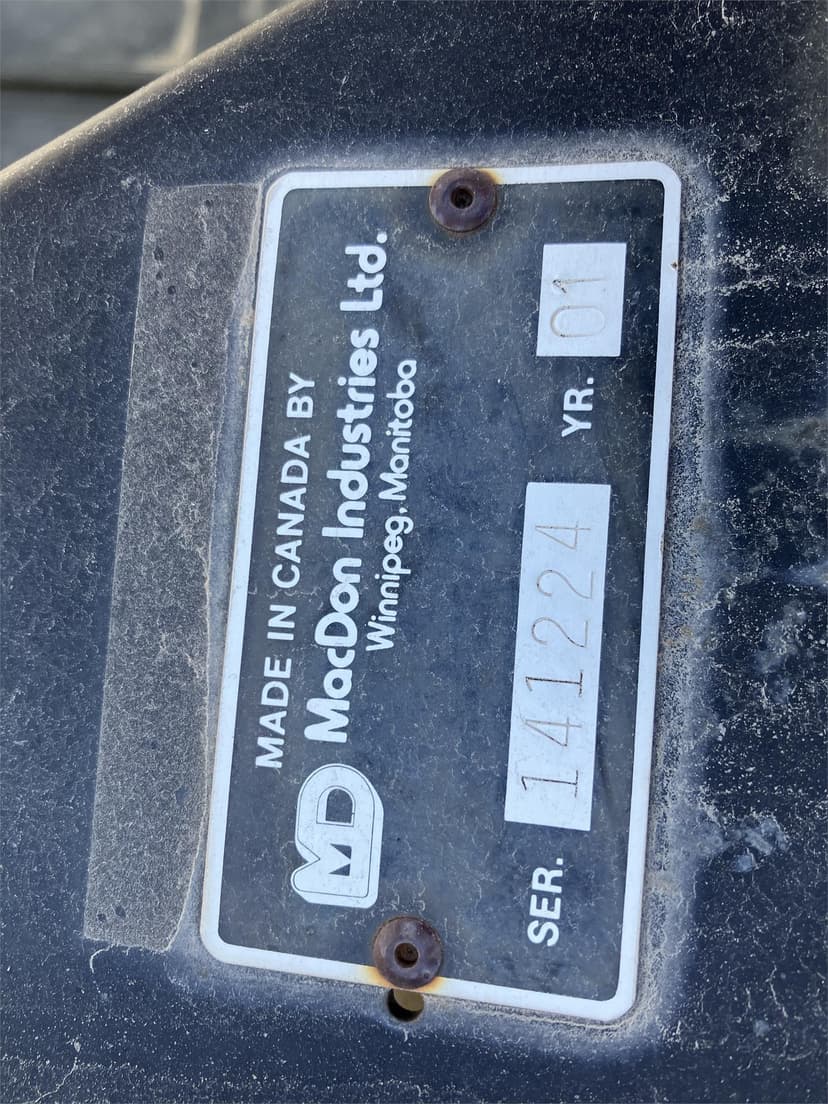 MADE IN CANADA BY
MD MacDon Industries Ltd.
Winnipeg, Manitoba
SER. 141224 YR. 01